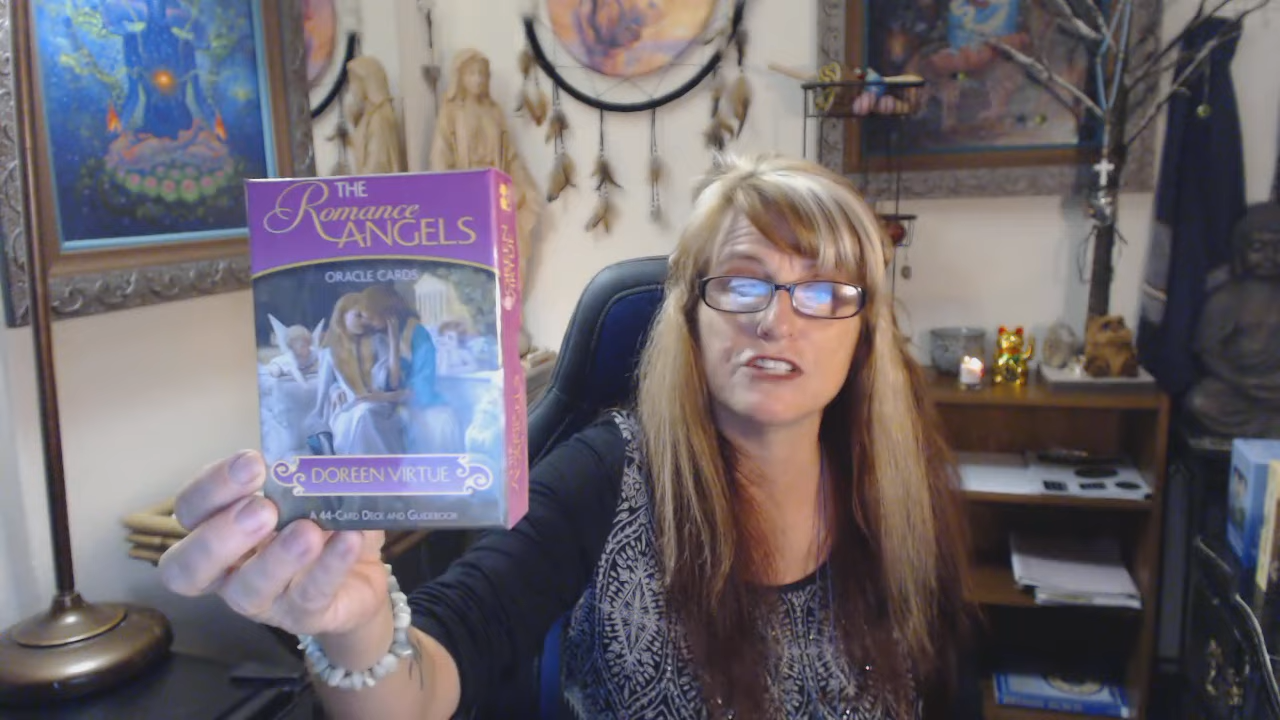 THE
Romance
ANGELS
ORACLE CARDS
DOREEN VIRTUE
A 44-CARD DECK AND GUIDEBOOK